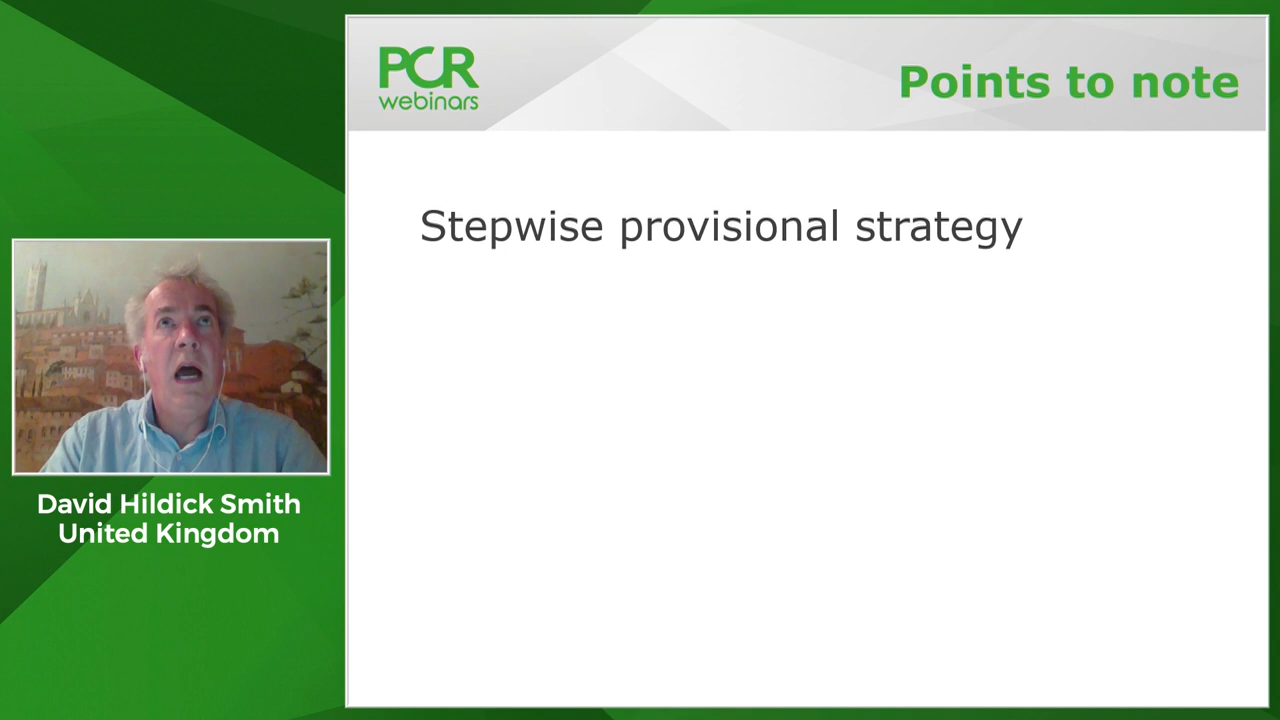 PCR
webinars
Points to note
Stepwise provisional strategy
David Hildick Smith
United Kingdom